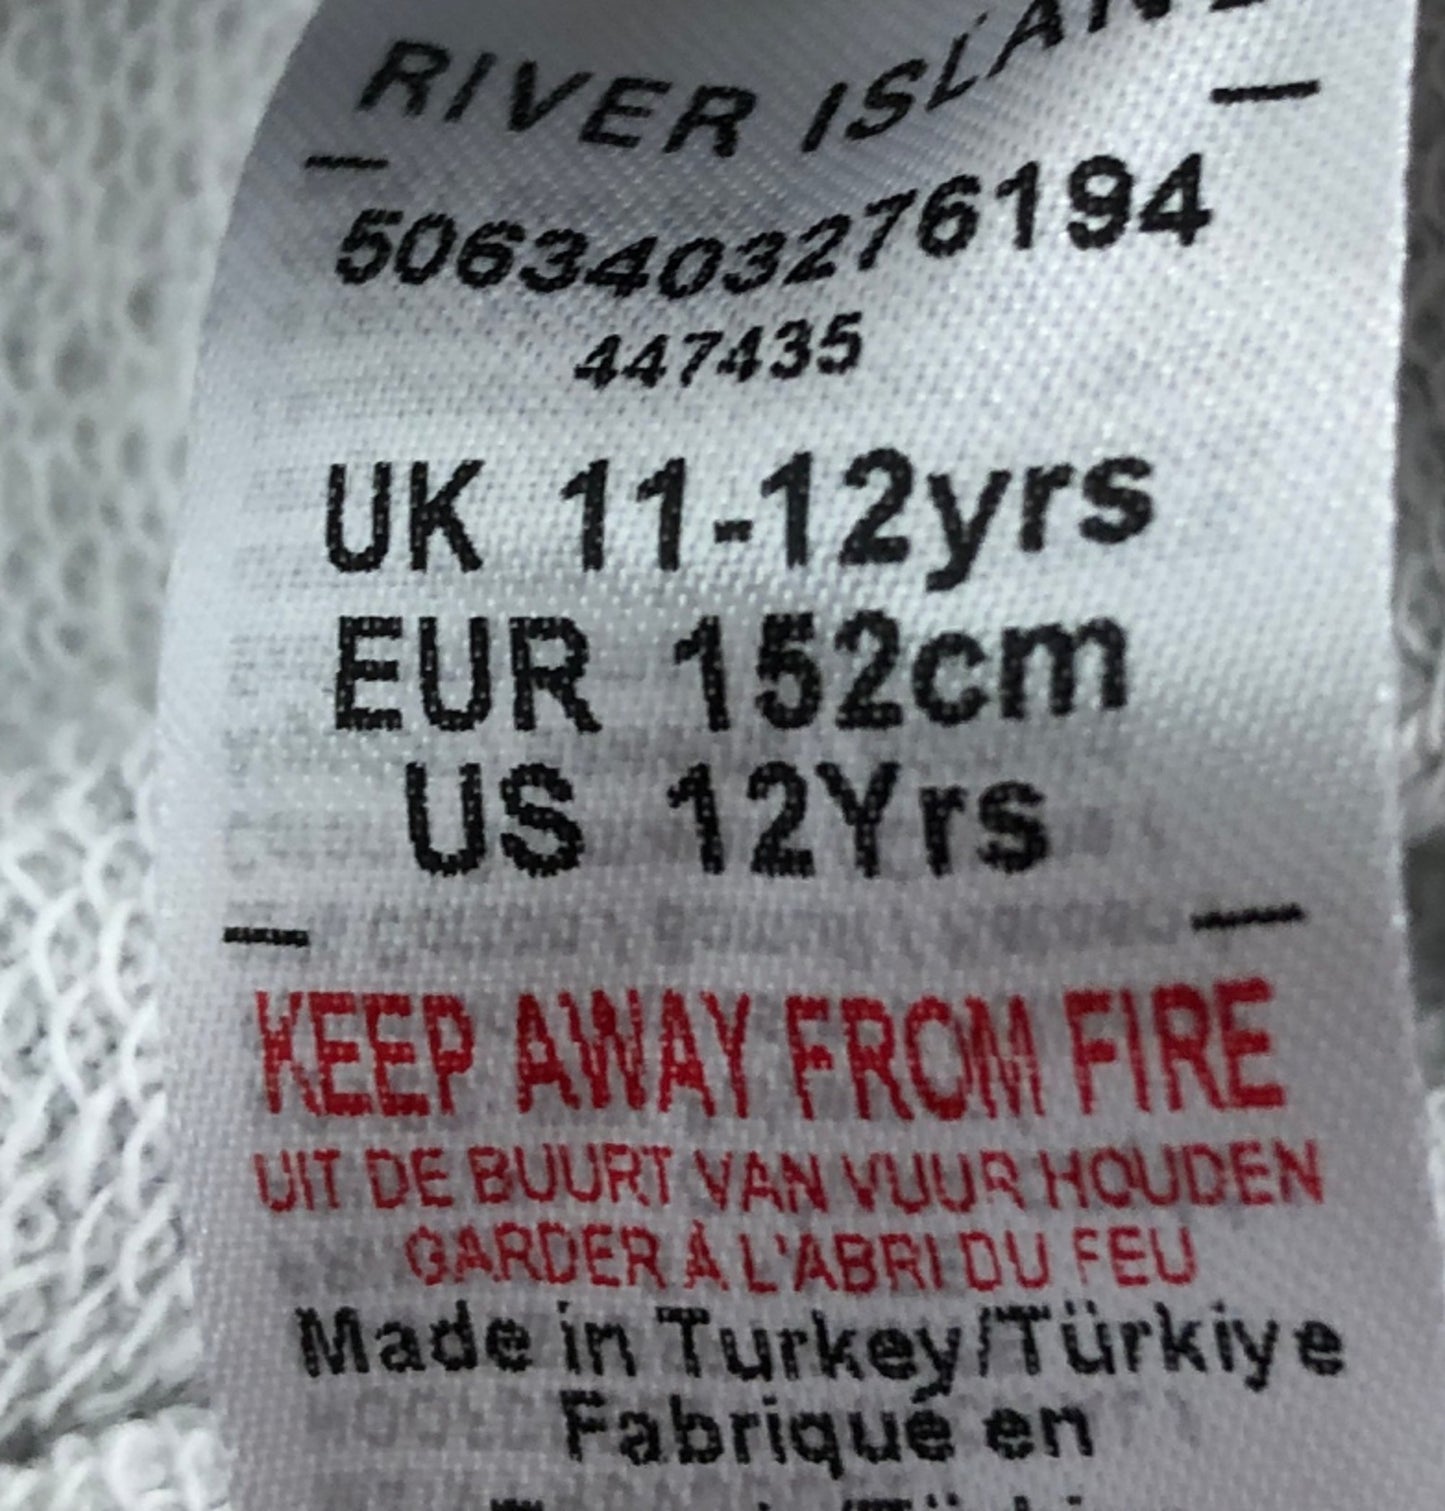 RIVER ISLAND
5063403276194
447435
UK 11-12yrs
EUR 152cm
US 12Yrs
KEEP AWAY FROM FIRE
UIT DE BUURT VAN VUUR HOUDEN
GARDER À L'ABRI DU FEU
Made in Turkey/Türkiye
Fabriqué en